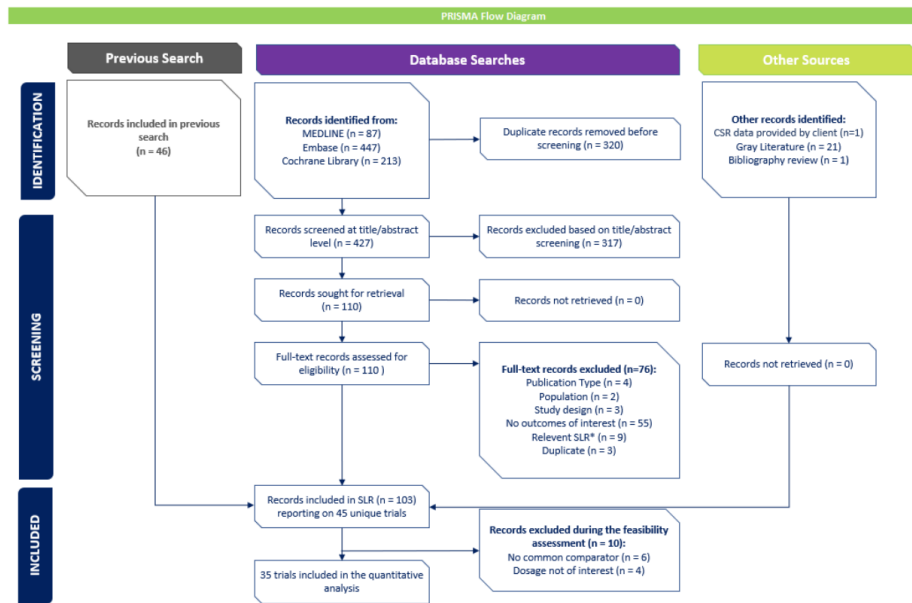 PRISMA Flow Diagram
Previous Search
Database Searches
Other Sources
IDENTIFICATION
Records included in previous
search
(n = 46)
Records identified from:
MEDLINE (n = 87)
Embase (n = 447)
Cochrane Library (n = 213)
Duplicate records removed before
screening (n = 320)
Other records identified:
CSR data provided by client (n=1)
Gray Literature (n = 21)
Bibliography review (n = 1)
SCREENING
Records screened at title/abstract
level (n = 427)
Records excluded based on title/abstract
screening (n = 317)
Records sought for retrieval
(n = 110)
Records not retrieved (n = 0)
Full-text records assessed for
eligibility (n = 110 )
Full-text records excluded (n=76):
Publication Type (n = 4)
Population (n = 2)
Study design (n = 3)
No outcomes of interest (n = 55)
Relevent SLR* (n = 9)
Duplicate (n = 3)
Records not retrieved (n = 0)
INCLUDED
Records included in SLR (n = 103)
reporting on 45 unique trials
Records excluded during the feasibility
assessment (n = 10):
No common comparator (n = 6)
Dosage not of interest (n = 4)
35 trials included in the quantitative
analysis